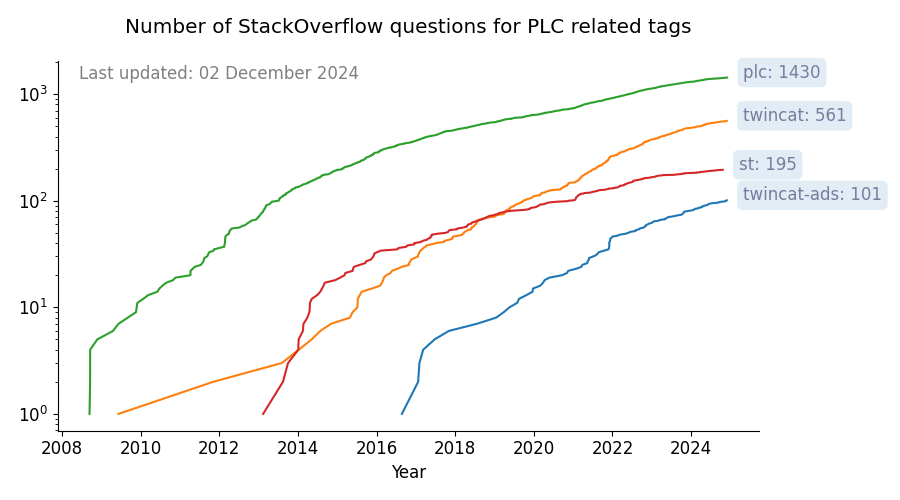 Number of StackOverflow questions for PLC related tags
Last updated: 02 December 2024
plc: 1430
10³
twincat: 561
st: 195
10²
twincat-ads: 101
10¹
10⁰
2008 2010 2012 2014 2016 2018 2020 2022 2024
Year